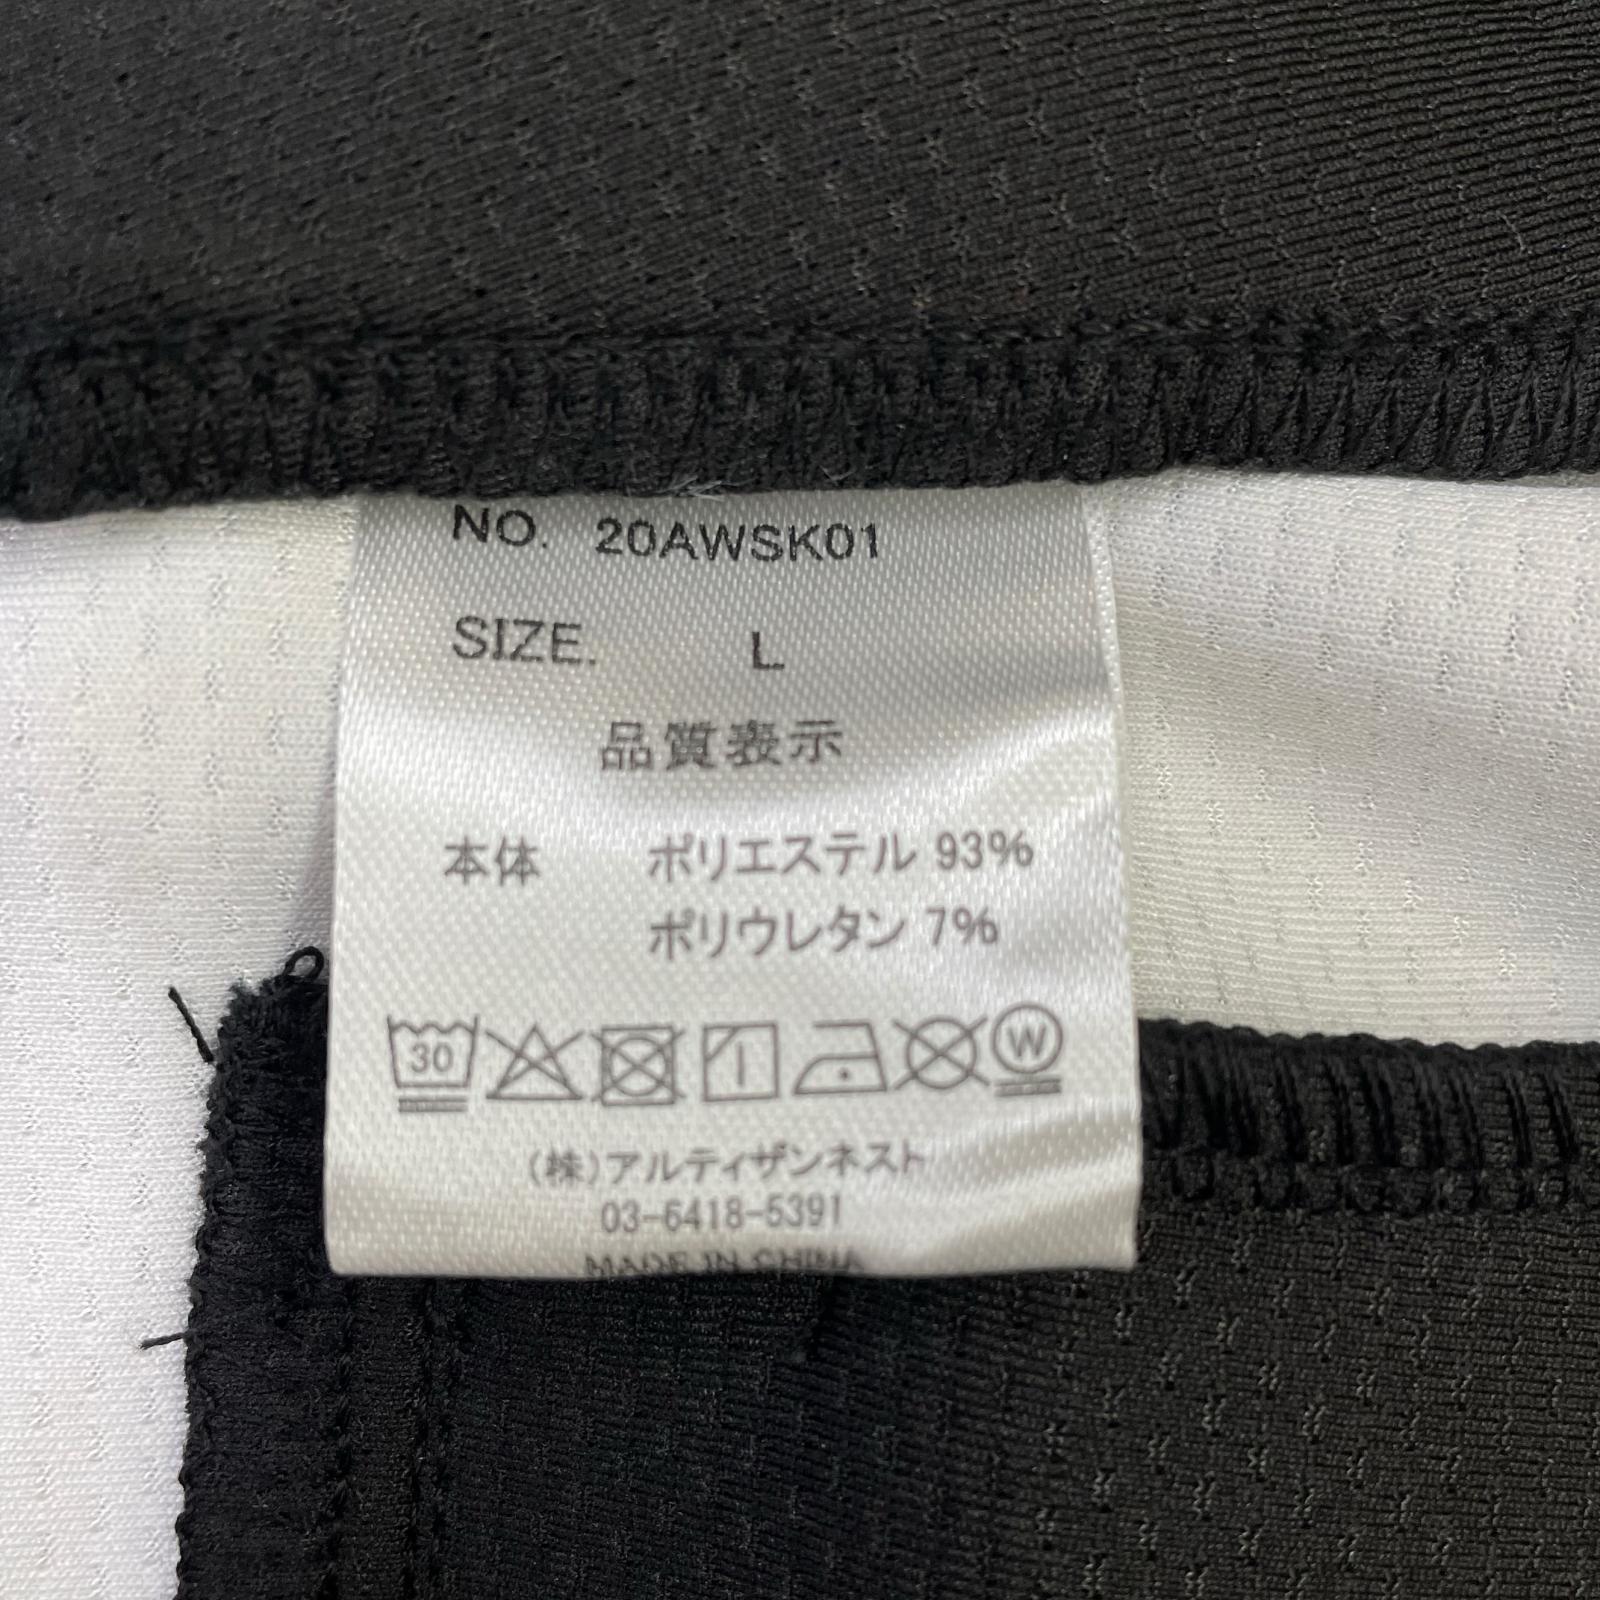 NO. 20AWSK01
SIZE. L
品質表示
本体 ポリエステル 93%
ポリウレタン 7%
30 W
(株)アルティザンネスト
03-6418-5391
MADE IN CHINA